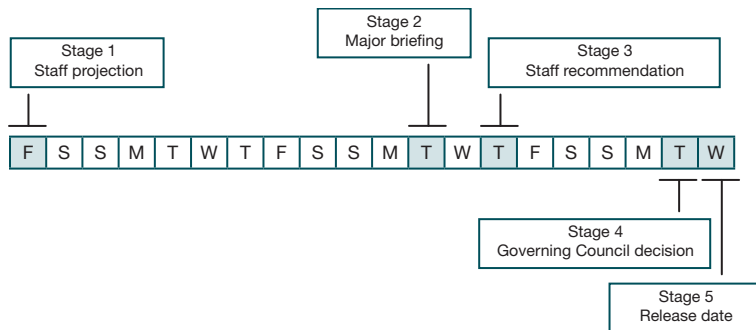 Stage 1
Staff projection
Stage 2
Major briefing
Stage 3
Staff recommendation
F S S M T W T F S S M T W T F S S M T W
Stage 4
Governing Council decision
Stage 5
Release date